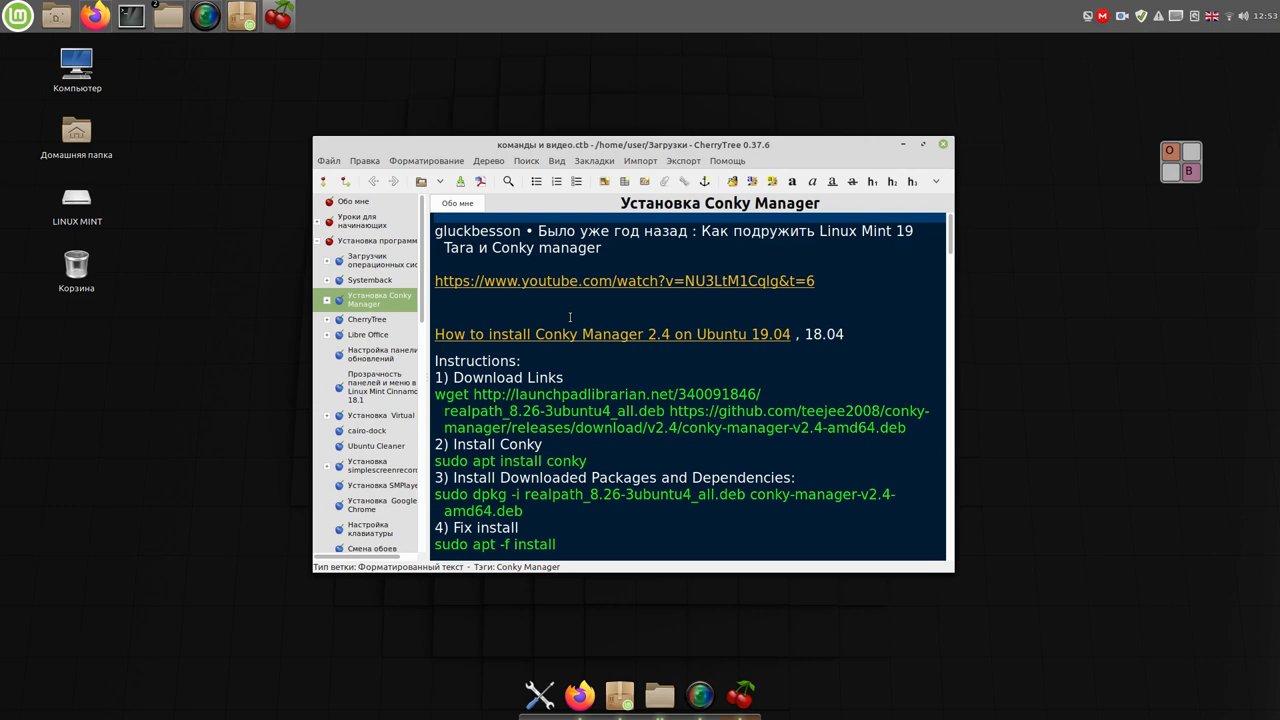 2
M
12:53
Компьютер
Домашняя папка
LINUX MINT
Корзина
O
B
команды и видео.ctb - /home/user/Загрузки - CherryTree 0.37.6
Файл Правка Форматирование Дерево Поиск Вид Закладки Импорт Экспорт Помощь
a a a a h₁ h₂ h₃
Обо мне
Уроки для
начинающих
Установка программ
Загрузчик
операционных сис
Systemback
Установка Conky
Manager
CherryTree
Libre Office
Настройка панели
обновлений
Прозрачность
панелей и меню в
Linux Mint Cinnamo
18.1
Установка Virtual
cairo-dock
Ubuntu Cleaner
Установка
simplescreenrecor
Установка SMPlaye
Установка Google
Chrome
Настройка
клавиатуры
Смена обоев
Обо мне
Установка Conky Manager
gluckbesson • Было уже год назад : Как подружить Linux Mint 19
Tara и Conky manager
https://www.youtube.com/watch?v=NU3LtM1CqIg&t=6
How to install Conky Manager 2.4 on Ubuntu 19.04 , 18.04
Instructions:
1) Download Links
wget http://launchpadlibrarian.net/340091846/
realpath_8.26-3ubuntu4_all.deb https://github.com/teejee2008/conky-
manager/releases/download/v2.4/conky-manager-v2.4-amd64.deb
2) Install Conky
sudo apt install conky
3) Install Downloaded Packages and Dependencies:
sudo dpkg -i realpath_8.26-3ubuntu4_all.deb conky-manager-v2.4-
amd64.deb
4) Fix install
sudo apt -f install
Тип ветки: Форматированный текст - Тэги: Conky Manager